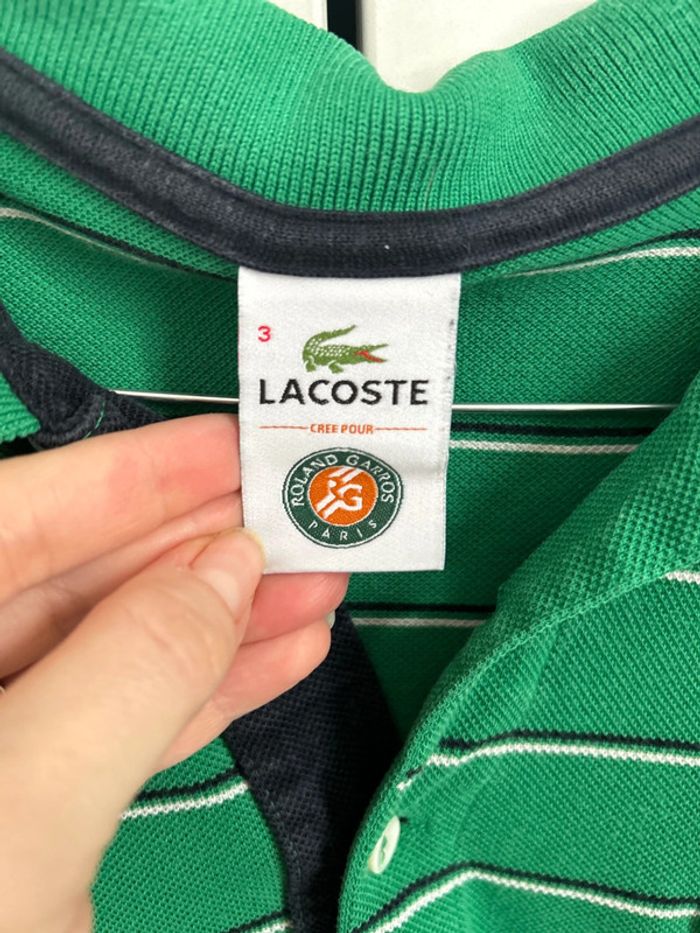 3
LACOSTE
CREE POUR
ROLAND GARROS
RG
PARIS